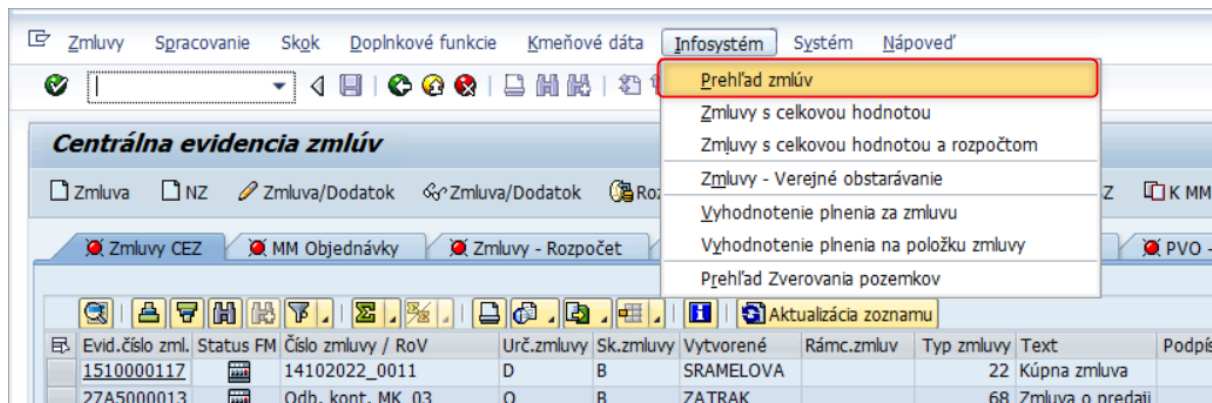 Zmluvy Spracovanie Skok Doplnkové funkcie Kmeňové dáta Infosystém Systém Nápoveď
Prehľad zmlúv
Zmluvy s celkovou hodnotou
Zmluvy s celkovou hodnotou a rozpočtom
Zmluvy - Verejné obstarávanie
Vyhodnotenie plnenia za zmluvu
Vyhodnotenie plnenia na položku zmluvy
Prehľad Zverovania pozemkov
Centrálna evidencia zmlúv
Zmluva NZ Zmluva/Dodatok Zmluva/Dodatok Roz Z K MM
Zmluvy CEZ MM Objednávky Zmluvy - Rozpočet PVO -
Aktualizácia zoznamu
Evid.číslo zml. Status FM Číslo zmluvy / RoV Urč.zmluvy Sk.zmluvy Vytvorené Rámc.zmluv Typ zmluvy Text Podpís
1510000117 14102022_0011 D B SRAMELOVA 22 Kúpna zmluva
27A5000013 Odb. kont. MK_03 O B ZATRAK 68 Zmluva o predaji